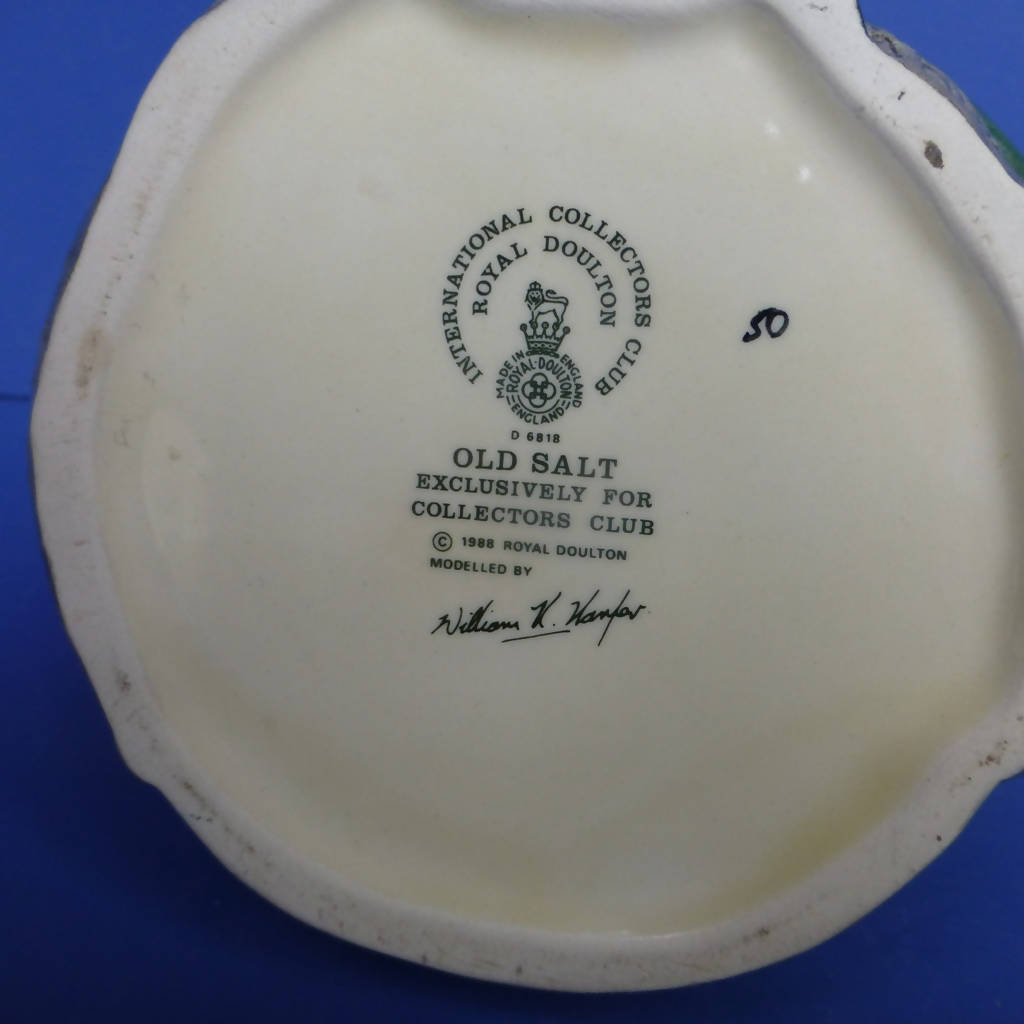 INTERNATIONAL COLLECTORS CLUB
ROYAL DOULTON
MADE IN ENGLAND
ROYAL·DOULTON
ENGLAND
50
D 6818
OLD SALT
EXCLUSIVELY FOR
COLLECTORS CLUB
© 1988 ROYAL DOULTON
MODELLED BY
William K. Harper